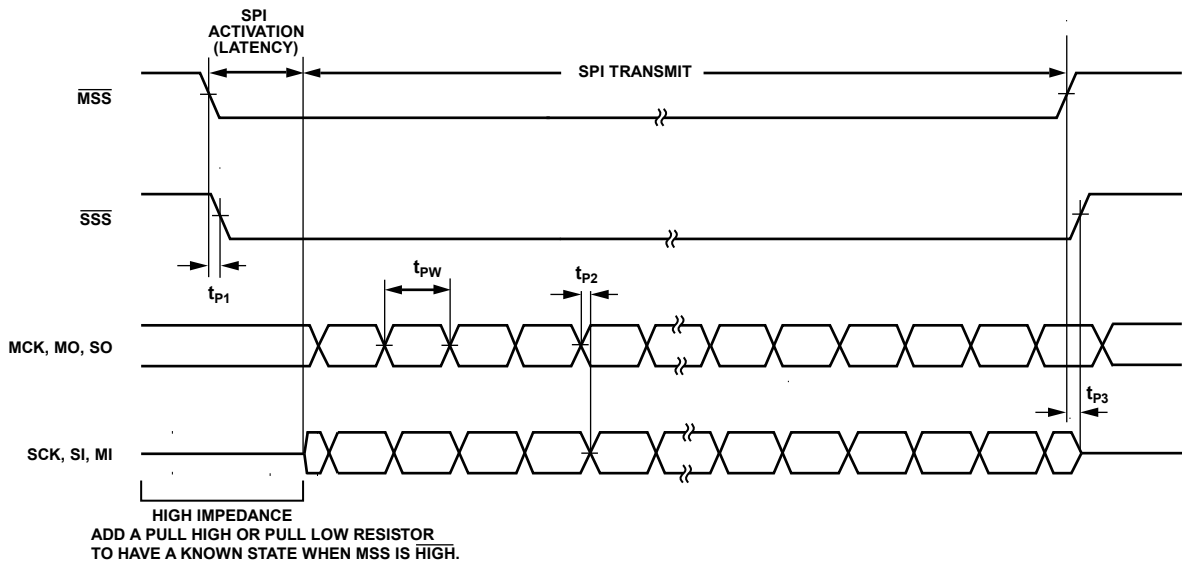 SPI
ACTIVATION
(LATENCY)
SPI TRANSMIT
MSS
SSS
tP1
tPW
tP2
MCK, MO, SO
tP3
SCK, SI, MI
HIGH IMPEDANCE
ADD A PULL HIGH OR PULL LOW RESISTOR
TO HAVE A KNOWN STATE WHEN MSS IS HIGH.